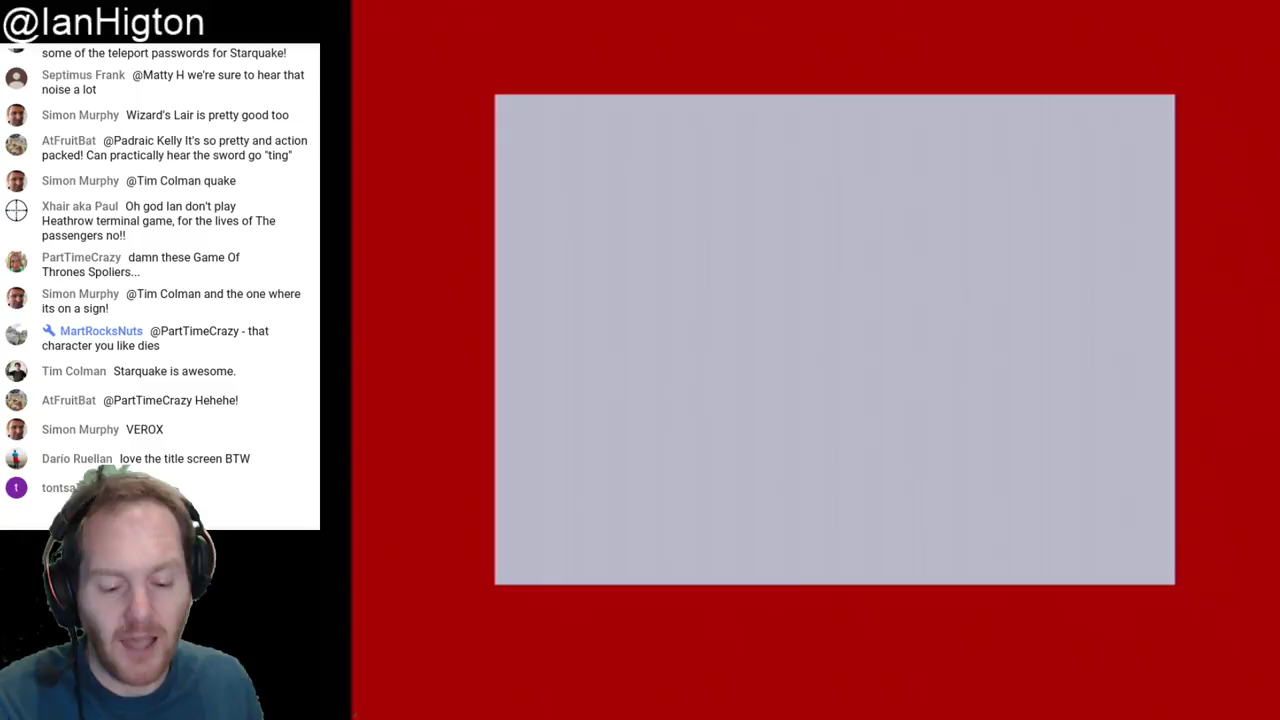 @IanHigton
some of the teleport passwords for Starquake!
Septimus Frank @Matty H we're sure to hear that
noise a lot
Simon Murphy Wizard's Lair is pretty good too
AtFruitBat @Padraic Kelly It's so pretty and action
packed! Can practically hear the sword go "ting"
Simon Murphy @Tim Colman quake
Xhair aka Paul Oh god Ian don't play
Heathrow terminal game, for the lives of The
passengers no!!
PartTimeCrazy damn these Game Of
Thrones Spoliers...
Simon Murphy @Tim Colman and the one where
its on a sign!
MartRocksNuts @PartTimeCrazy - that
character you like dies
Tim Colman Starquake is awesome.
AtFruitBat @PartTimeCrazy Hehehe!
Simon Murphy VEROX
Darío Ruellan love the title screen BTW
t